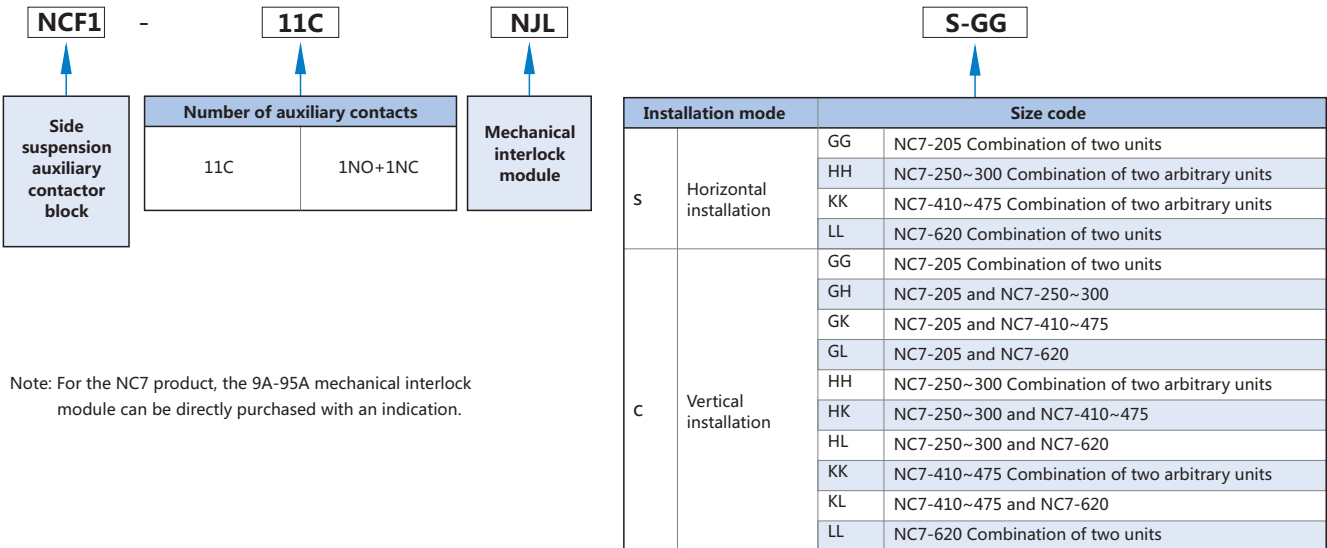 NCF1 - 11C NJL S-GG
Side
suspension
auxiliary
contactor
block
Number of auxiliary contacts
11C 1NO+1NC
Mechanical
interlock
module
Note: For the NC7 product, the 9A-95A mechanical interlock
module can be directly purchased with an indication.
Installation mode Size code
S Horizontal
installation
GG NC7-205 Combination of two units
HH NC7-250~300 Combination of two arbitrary units
KK NC7-410~475 Combination of two arbitrary units
LL NC7-620 Combination of two units
C Vertical
installation
GG NC7-205 Combination of two units
GH NC7-205 and NC7-250~300
GK NC7-205 and NC7-410~475
GL NC7-205 and NC7-620
HH NC7-250~300 Combination of two arbitrary units
HK NC7-250~300 and NC7-410~475
HL NC7-250~300 and NC7-620
KK NC7-410~475 Combination of two arbitrary units
KL NC7-410~475 and NC7-620
LL NC7-620 Combination of two units